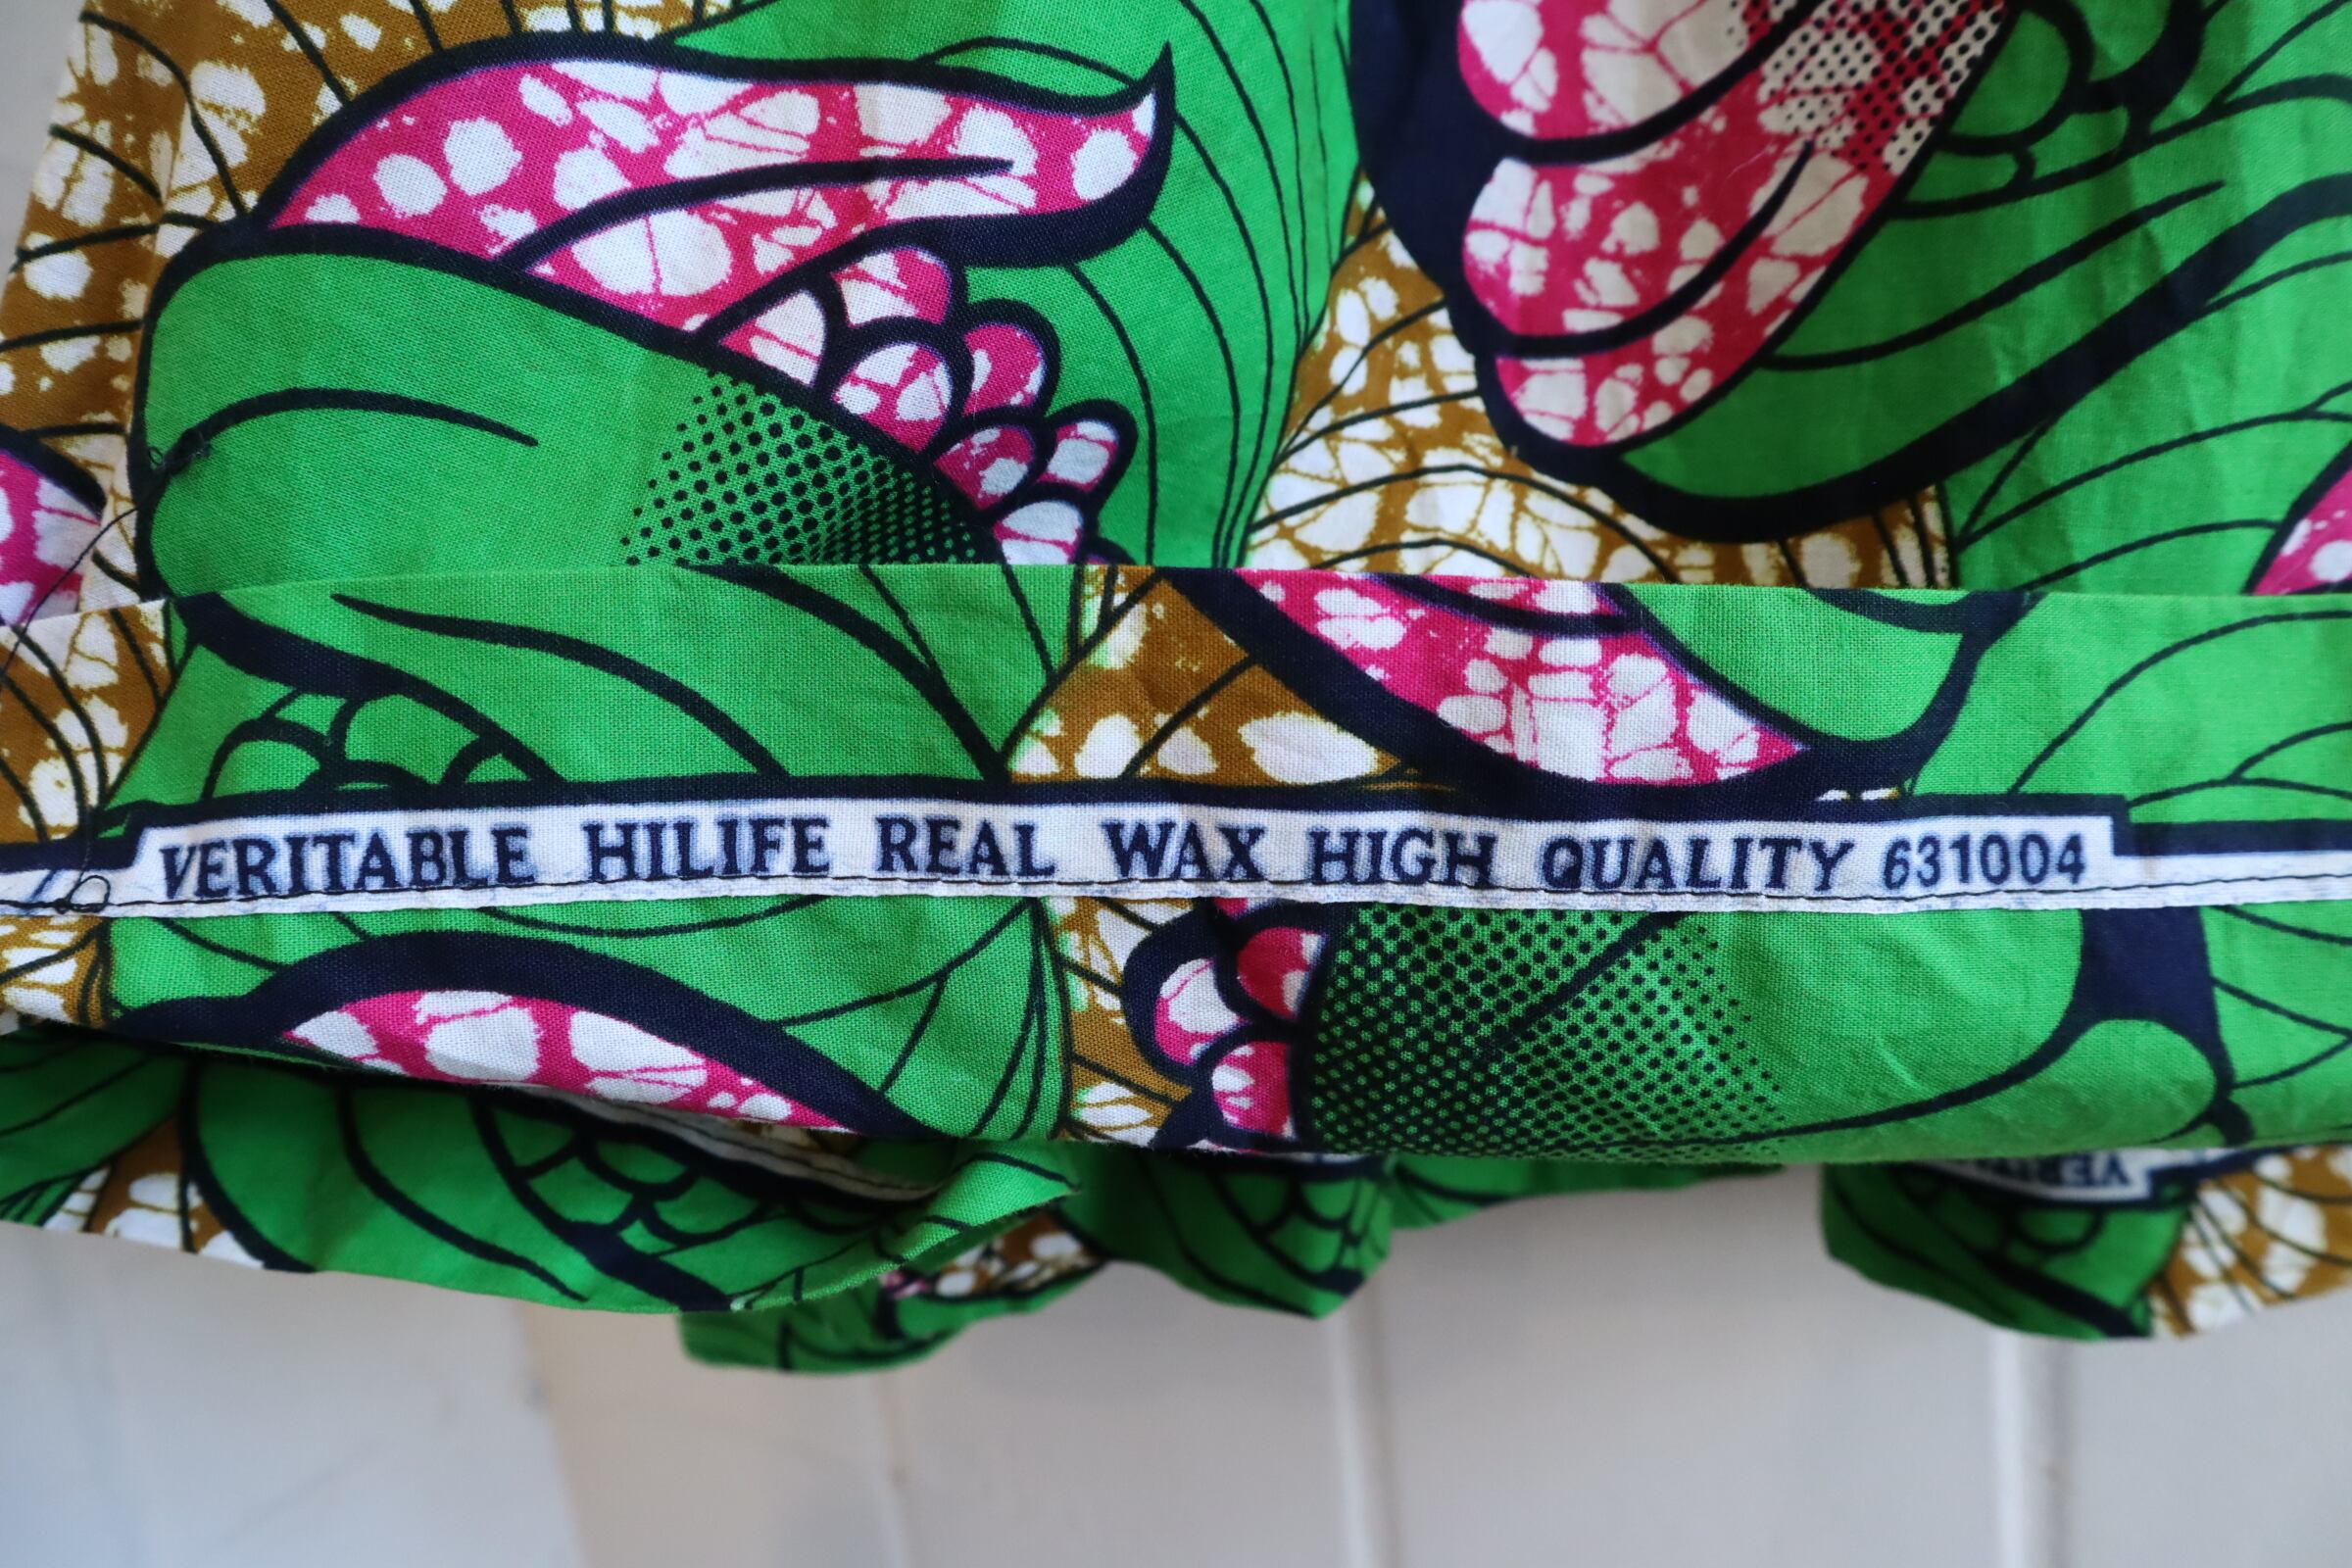 VERITABLE HILIFE REAL WAX HIGH QUALITY 631004